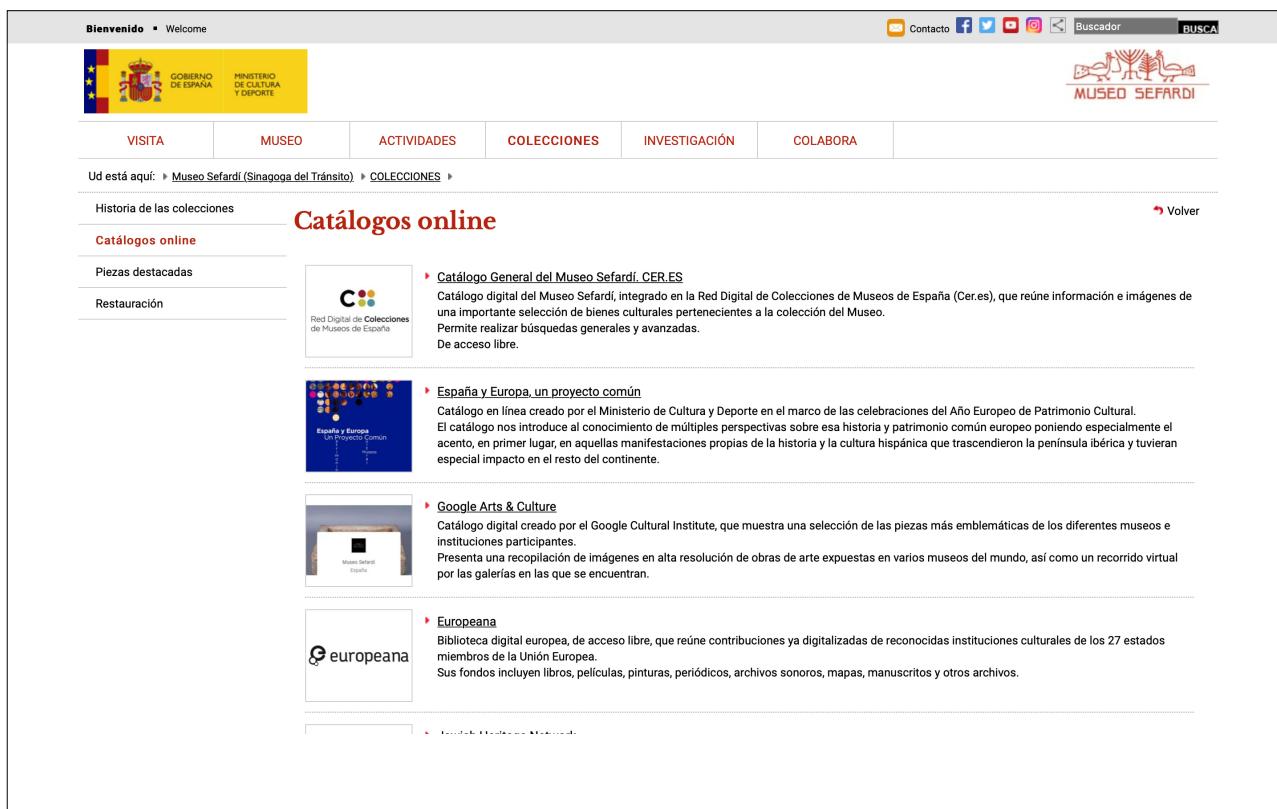 Bienvenido ▪ Welcome
Contacto
Buscador
BUSCA
GOBIERNO
DE ESPAÑA
MINISTERIO
DE CULTURA
Y DEPORTE
MUSEO SEFARDI
VISITA
MUSEO
ACTIVIDADES
COLECCIONES
INVESTIGACIÓN
COLABORA
Ud está aquí: Museo Sefardí (Sinagoga del Tránsito) COLECCIONES
Historia de las colecciones
Catálogos online
Piezas destacadas
Restauración
Catálogos online
Volver
Red Digital de Colecciones
de Museos de España
Catálogo General del Museo Sefardí. CER.ES
Catálogo digital del Museo Sefardí, integrado en la Red Digital de Colecciones de Museos de España (Cer.es), que reúne información e imágenes de
una importante selección de bienes culturales pertenecientes a la colección del Museo.
Permite realizar búsquedas generales y avanzadas.
De acceso libre.
España y Europa
Un Proyecto Común
España y Europa, un proyecto común
Catálogo en línea creado por el Ministerio de Cultura y Deporte en el marco de las celebraciones del Año Europeo de Patrimonio Cultural.
El catálogo nos introduce al conocimiento de múltiples perspectivas sobre esa historia y patrimonio común europeo poniendo especialmente el
acento, en primer lugar, en aquellas manifestaciones propias de la historia y la cultura hispánica que trascendieron la península ibérica y tuvieran
especial impacto en el resto del continente.
Museo Sefardí
España
Google Arts & Culture
Catálogo digital creado por el Google Cultural Institute, que muestra una selección de las piezas más emblemáticas de los diferentes museos e
instituciones participantes.
Presenta una recopilación de imágenes en alta resolución de obras de arte expuestas en varios museos del mundo, así como un recorrido virtual
por las galerías en las que se encuentran.
europeana
Europeana
Biblioteca digital europea, de acceso libre, que reúne contribuciones ya digitalizadas de reconocidas instituciones culturales de los 27 estados
miembros de la Unión Europea.
Sus fondos incluyen libros, películas, pinturas, periódicos, archivos sonoros, mapas, manuscritos y otros archivos.